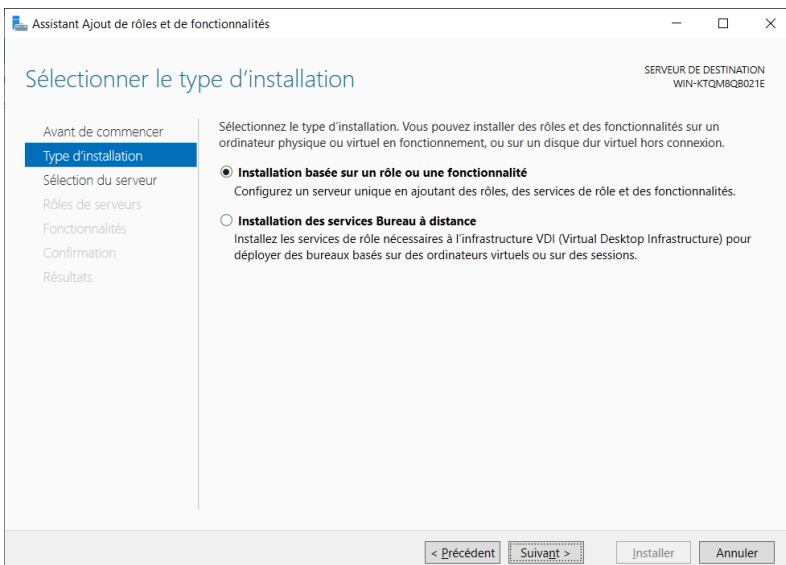 Assistant Ajout de rôles et de fonctionnalités
Sélectionner le type d'installation
SERVEUR DE DESTINATION
WIN-KTQM8QB021E
Avant de commencer
Type d'installation
Sélection du serveur
Rôles de serveurs
Fonctionnalités
Confirmation
Résultats
Sélectionnez le type d'installation. Vous pouvez installer des rôles et des fonctionnalités sur un
ordinateur physique ou virtuel en fonctionnement, ou sur un disque dur virtuel hors connexion.
Installation basée sur un rôle ou une fonctionnalité
Configurez un serveur unique en ajoutant des rôles, des services de rôle et des fonctionnalités.
Installation des services Bureau à distance
Installez les services de rôle nécessaires à l'infrastructure VDI (Virtual Desktop Infrastructure) pour
déployer des bureaux basés sur des ordinateurs virtuels ou sur des sessions.
< Précédent Suivant > Installer Annuler